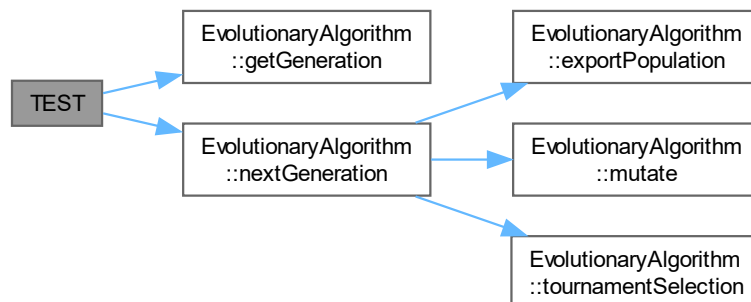 TEST
EvolutionaryAlgorithm
::getGeneration
EvolutionaryAlgorithm
::nextGeneration
EvolutionaryAlgorithm
::exportPopulation
EvolutionaryAlgorithm
::mutate
EvolutionaryAlgorithm
::tournamentSelection